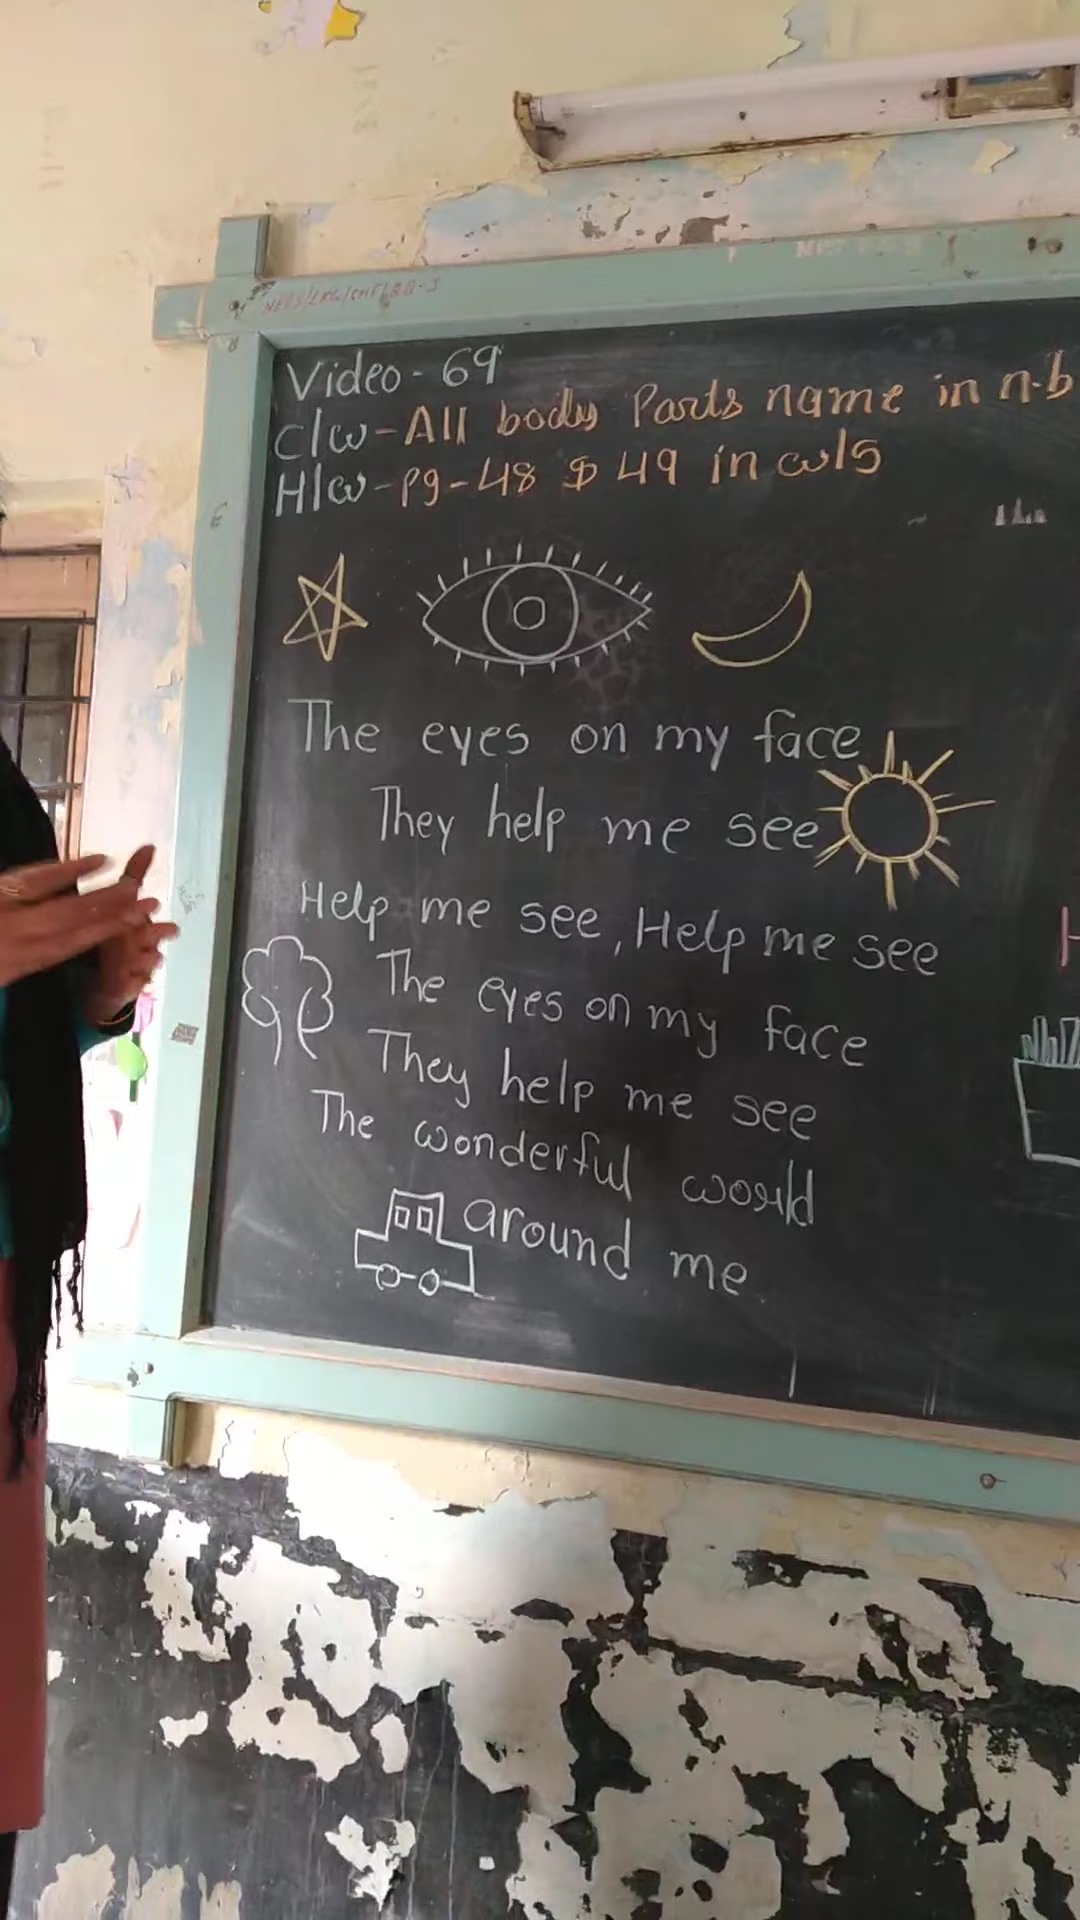 Video - 69
C/w - All body Parts name in n.b
H/w - Pg - 48 $ 49 in w/s
The eyes on my face
They help me see
Help me see, Help me see
The eyes on my face
They help me see
The wonderful world
around me
H